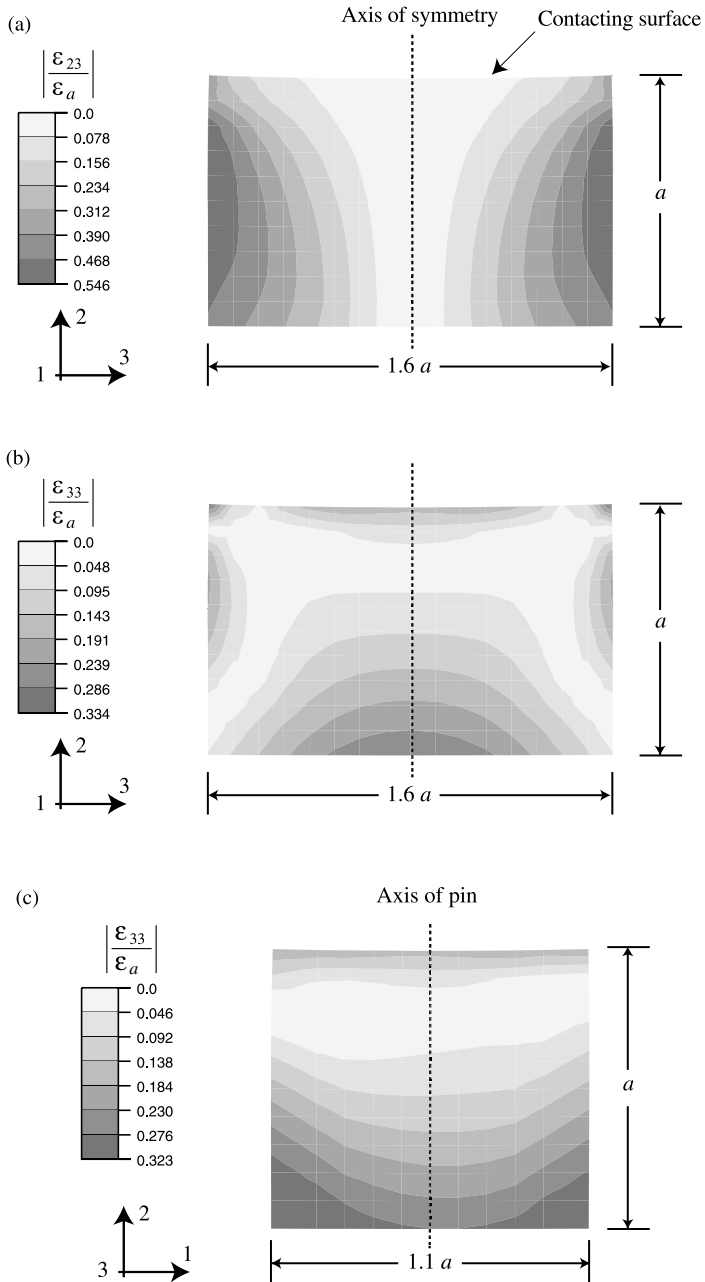 (a)
Axis of symmetry
Contacting surface
| ε23 / εa |
0.0
0.078
0.156
0.234
0.312
0.390
0.468
0.546
a
2
3
1
1.6 a
(b)
| ε33 / εa |
0.0
0.048
0.095
0.143
0.191
0.239
0.286
0.334
a
2
3
1
1.6 a
(c)
Axis of pin
| ε33 / εa |
0.0
0.046
0.092
0.138
0.184
0.230
0.276
0.323
a
2
1
3
1.1 a